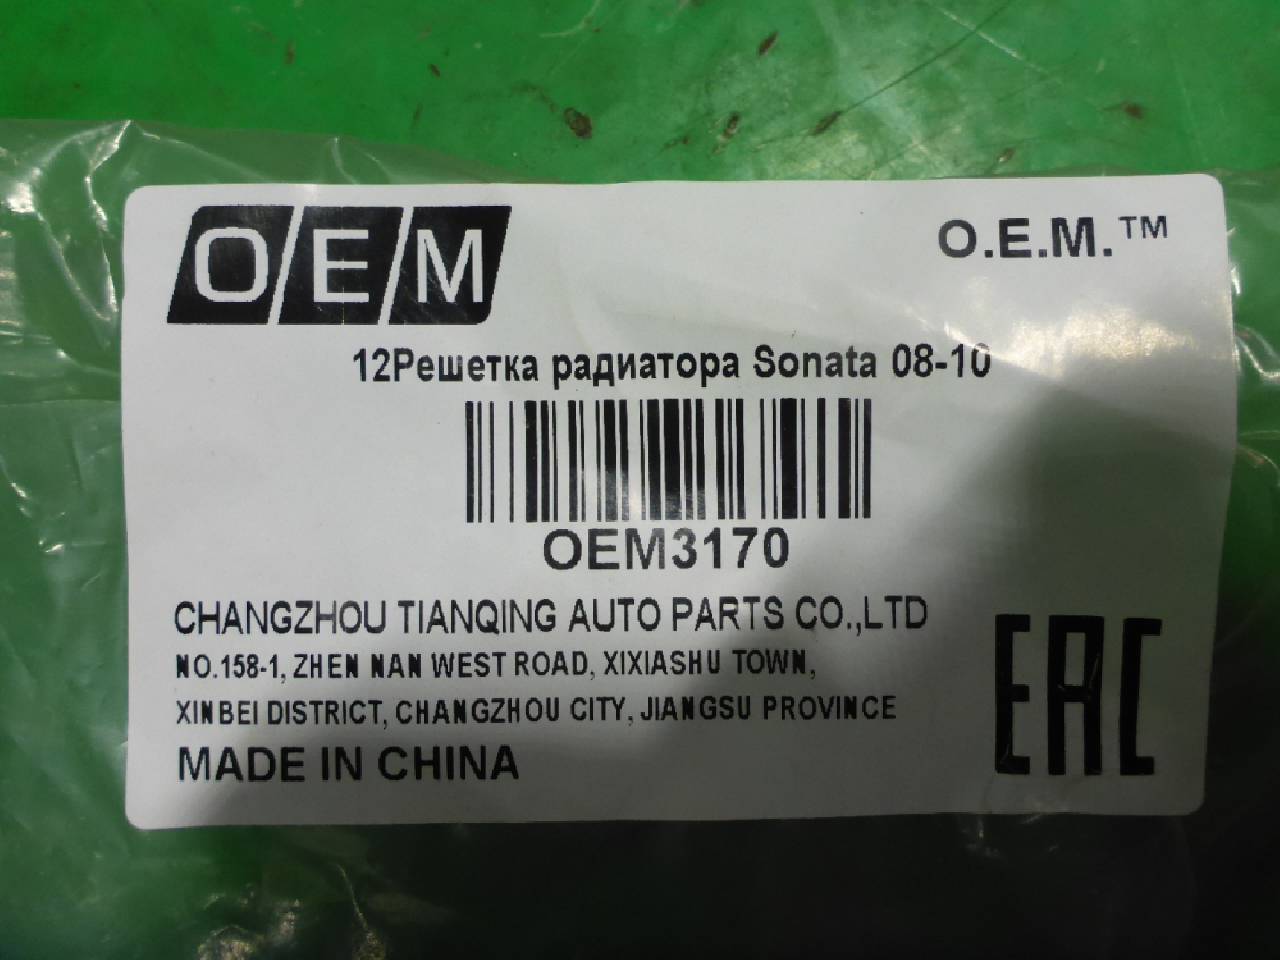 OEM
O.E.M.™
12Решетка радиатора Sonata 08-10
OEM3170
CHANGZHOU TIANQING AUTO PARTS CO.,LTD
NO.158-1, ZHEN NAN WEST ROAD, XIXIASHU TOWN,
XINBEI DISTRICT, CHANGZHOU CITY, JIANGSU PROVINCE
MADE IN CHINA
EAC